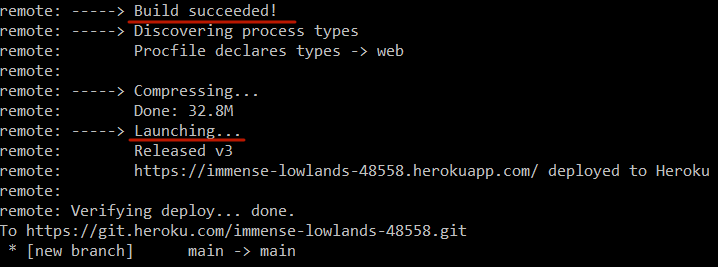 remote: -----> Build succeeded!
remote: -----> Discovering process types
remote:        Procfile declares types -> web
remote:
remote: -----> Compressing...
remote:        Done: 32.8M
remote: -----> Launching...
remote:        Released v3
remote:        https://immense-lowlands-48558.herokuapp.com/ deployed to Heroku
remote:
remote: Verifying deploy... done.
To https://git.heroku.com/immense-lowlands-48558.git
 * [new branch]      main -> main